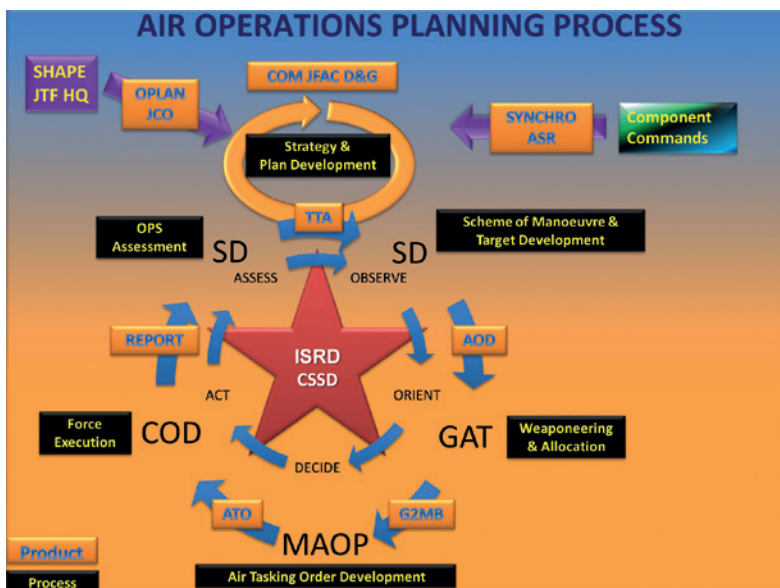 AIR OPERATIONS PLANNING PROCESS
SHAPE
JTF HQ
OPLAN
JCO
COM JFAC D&G
SYNCHRO
ASR
Component
Commands
Strategy &
Plan Development
TTA
OPS
Assessment
SD
ASSESS
OBSERVE
SD
Scheme of Manoeuvre &
Target Development
REPORT
ISRD
CSSD
AOD
ACT
ORIENT
Force
Execution
COD
GAT
Weaponeering
& Allocation
DECIDE
ATO
G2MB
MAOP
Air Tasking Order Development
Product
Process